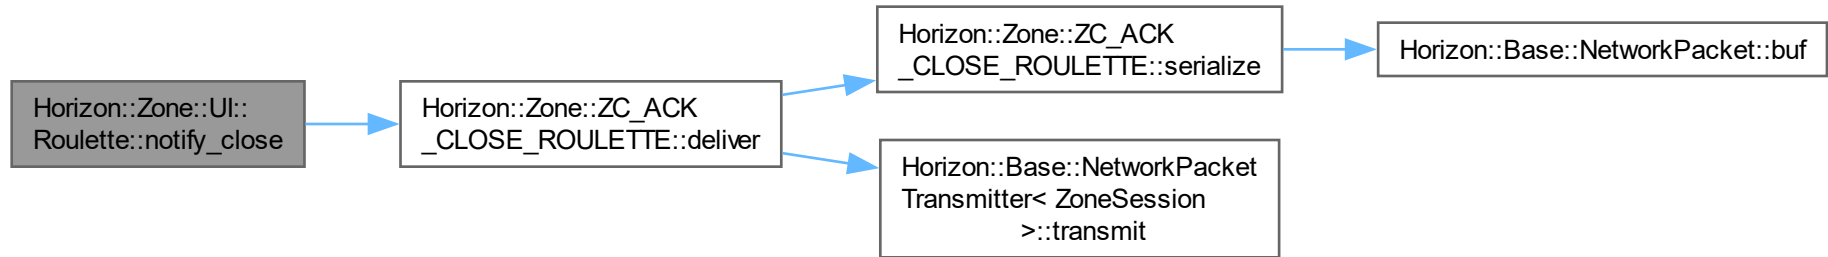 Horizon::Zone::UI::
Roulette::notify_close
Horizon::Zone::ZC_ACK
_CLOSE_ROULETTE::deliver
Horizon::Zone::ZC_ACK
_CLOSE_ROULETTE::serialize
Horizon::Base::NetworkPacket::buf
Horizon::Base::NetworkPacket
Transmitter< ZoneSession
>::transmit